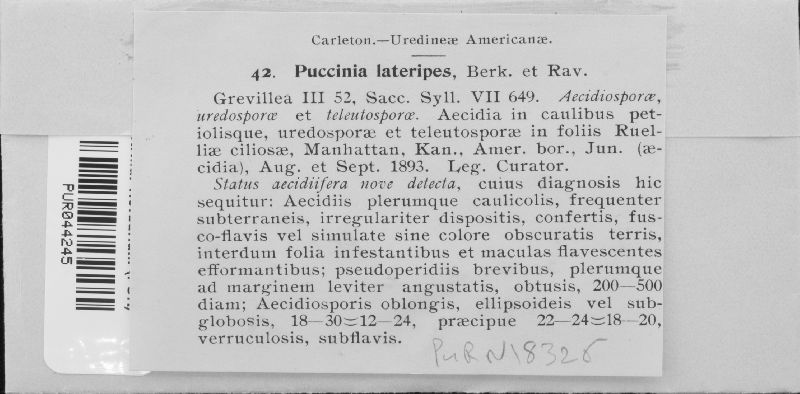 Carleton.—Uredineæ Americanæ.
42. Puccinia lateripes, Berk. et Rav.
Grevillea III 52, Sacc. Syll. VII 649. Aecidiosporæ,
uredosporæ et teleutosporæ. Aecidia in caulibus pet-
iolisque, uredosporæ et teleutosporæ in foliis Ruel-
liæ ciliosæ, Manhattan, Kan., Amer. bor., Jun. (æ-
cidia), Aug. et Sept. 1893. Leg. Curator.
Status aecidiifera nove detecta, cuius diagnosis hic
sequitur: Aecidiis plerumque caulicolis, frequenter
subterraneis, irregulariter dispositis, confertis, fus-
co-flavis vel simulate sine colore obscuratis terris,
interdum folia infestantibus et maculas flavescentes
efformantibus; pseudoperidiis brevibus, plerumque
ad marginem leviter angustatis, obtusis, 200—500
diam; Aecidiosporis oblongis, ellipsoideis vel sub-
globosis, 18—30=12—24, præcipue 22—24=18—20,
verruculosis, subflavis.
PUR N18326
PUR044245